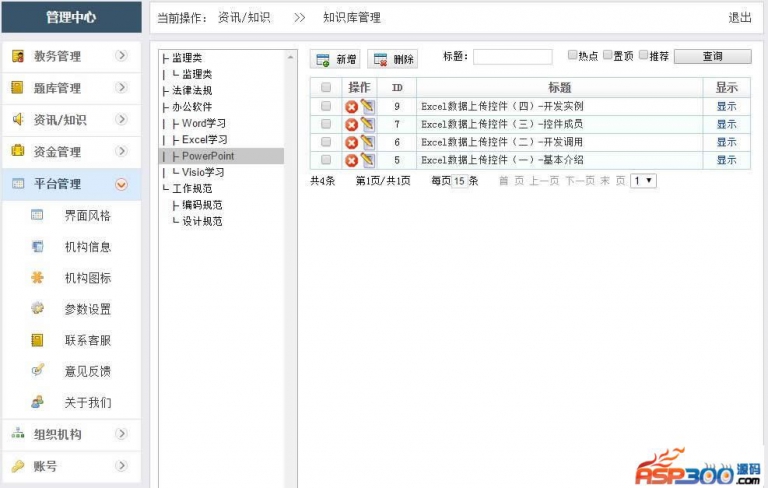 管理中心
当前操作: 资讯/知识 >> 知识库管理 退出
教务管理
题库管理
资讯/知识
资金管理
平台管理
界面风格
机构信息
机构图标
参数设置
联系客服
意见反馈
关于我们
组织机构
账号
监理类
监理类
法律法规
办公软件
Word学习
Excel学习
PowerPoint
Visio学习
工作规范
编码规范
设计规范
新增 删除 标题: 热点 置顶 推荐 查询
操作 ID 标题 显示
9 Excel数据上传控件（四）-开发实例 显示
7 Excel数据上传控件（三）-控件成员 显示
6 Excel数据上传控件（二）-开发调用 显示
5 Excel数据上传控件（一）-基本介绍 显示
共4条 第1页/共1页 每页15条 首 页 上一页 下一页 末 页 1
ASP300源码.com